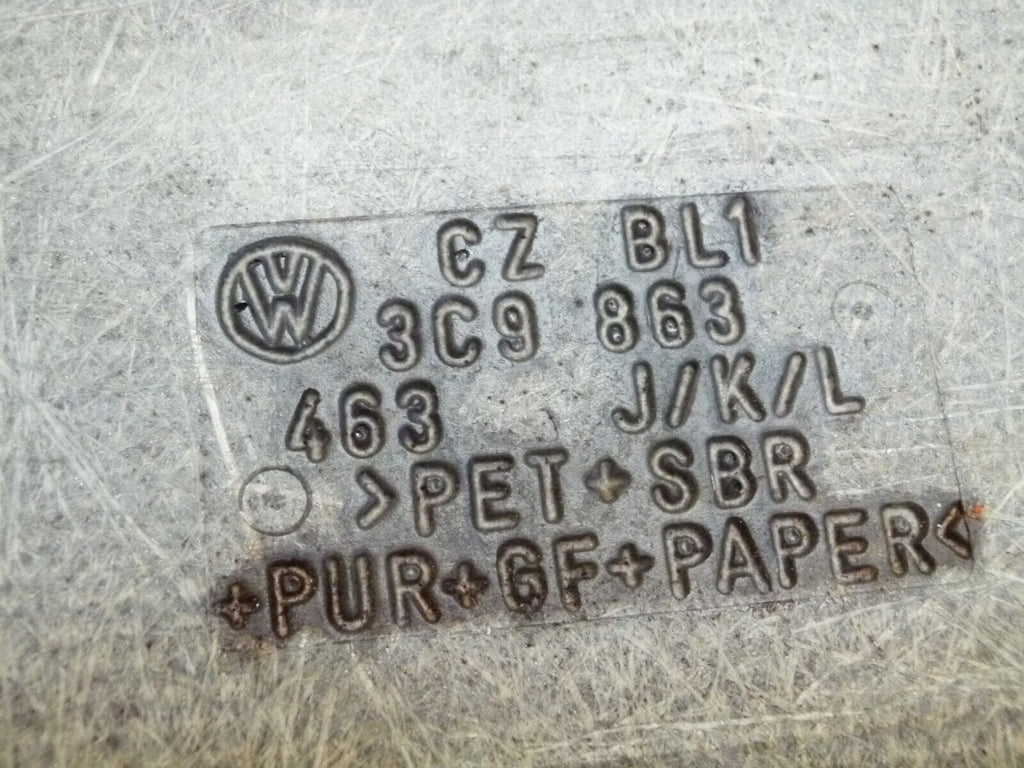 CZ BL1
3C9 863
463 J/K/L
>PET+SBR
+PUR+GF+PAPER<